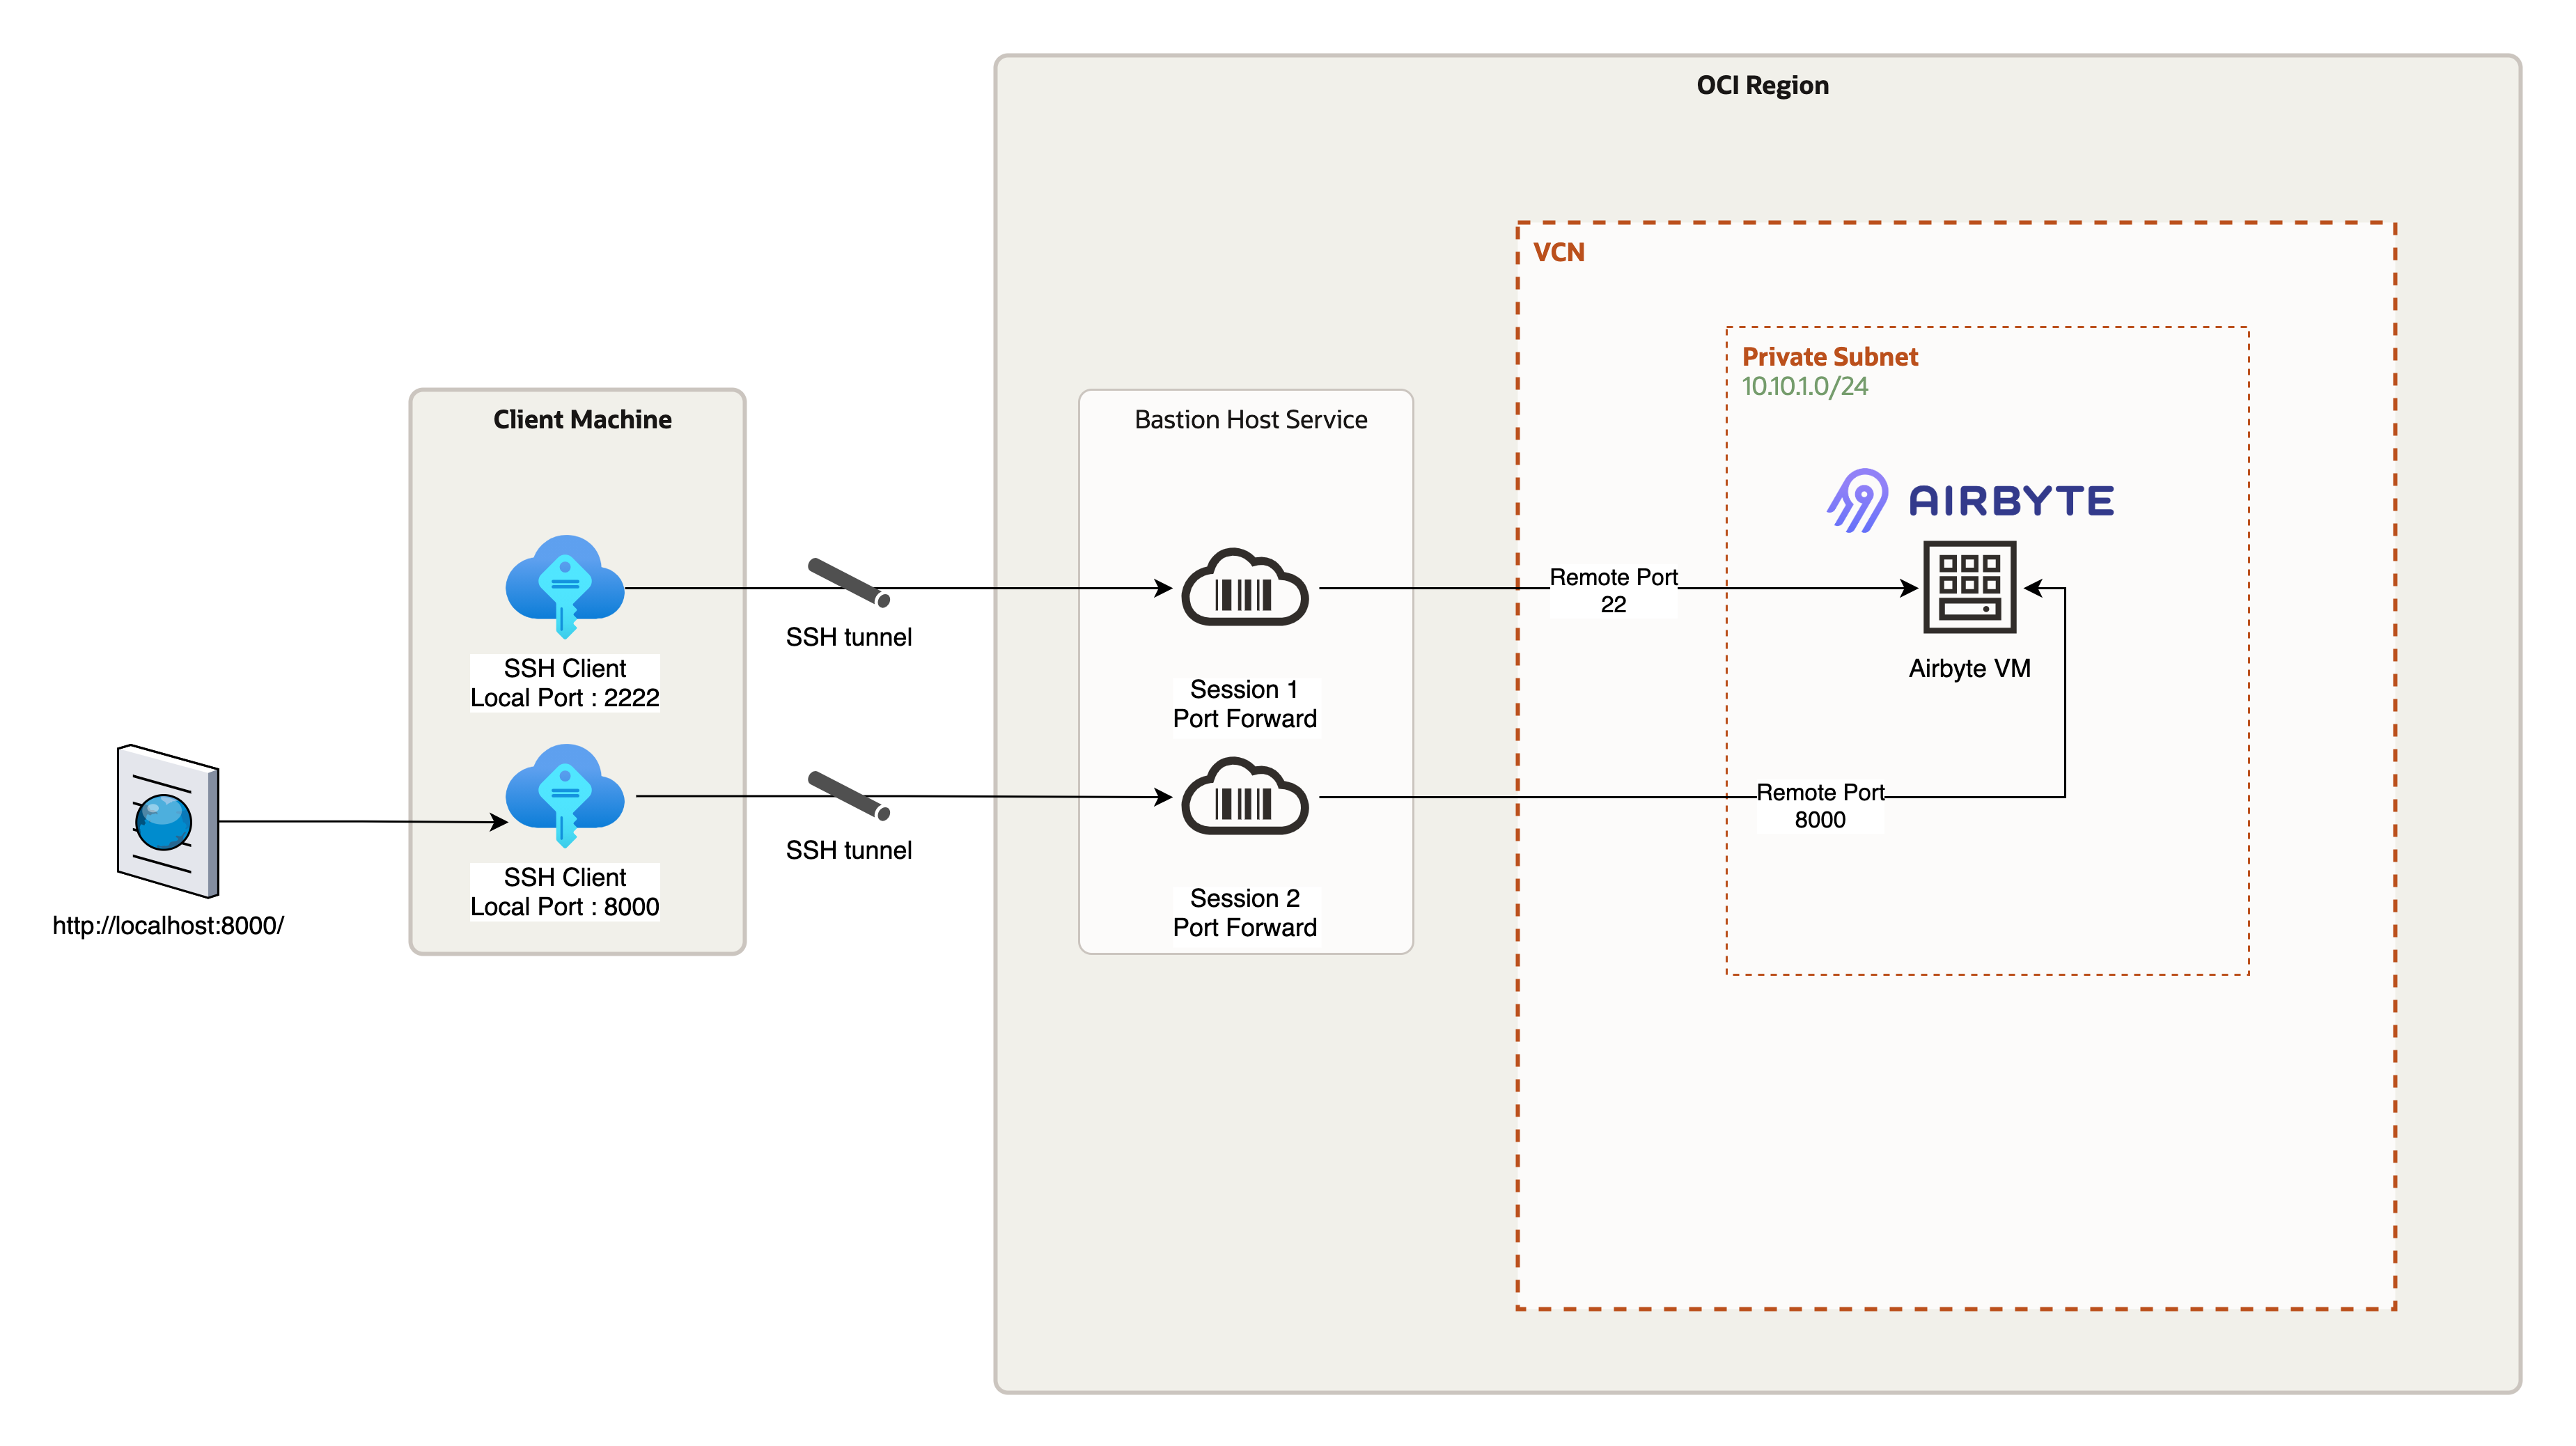 OCI Region
VCN
Private Subnet
10.10.1.0/24
Client Machine
Bastion Host Service
AIRBYTE
Remote Port
22
SSH tunnel
SSH Client
Local Port : 2222
Airbyte VM
Session 1
Port Forward
Remote Port
8000
SSH tunnel
SSH Client
Local Port : 8000
Session 2
Port Forward
http://localhost:8000/